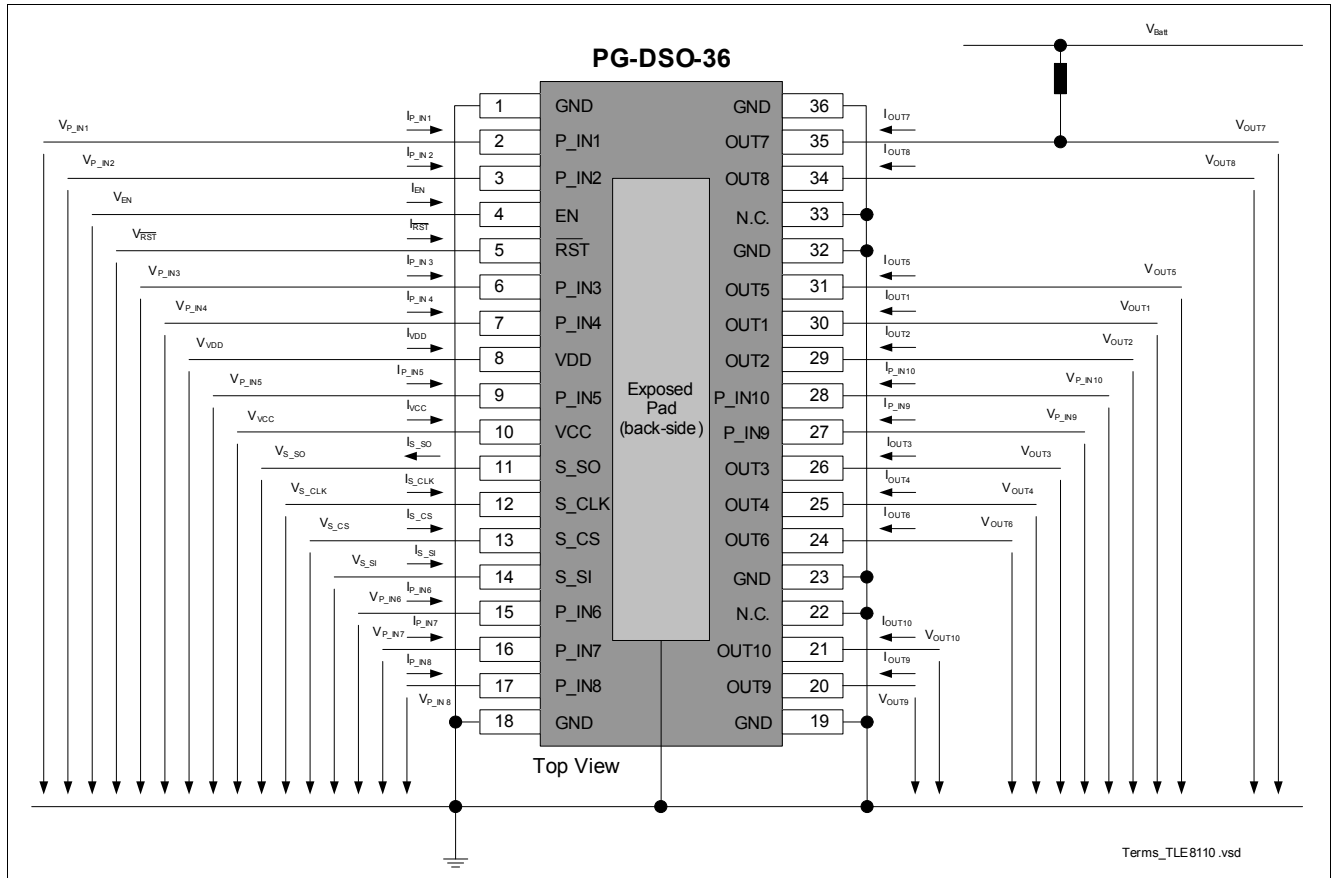 PG-DSO-36
V_Batt
1 GND GND 36
V_P_IN1 I_P_IN1 2 P_IN1 OUT7 35 I_OUT7 V_OUT7
V_P_IN2 I_P_IN2 3 P_IN2 OUT8 34 I_OUT8 V_OUT8
V_EN I_EN 4 EN N.C. 33
V_R̅S̅T̅ I_R̅S̅T̅ 5 R̅S̅T̅ GND 32
V_P_IN3 I_P_IN3 6 P_IN3 OUT5 31 I_OUT5 V_OUT5
V_P_IN4 I_P_IN4 7 P_IN4 OUT1 30 I_OUT1 V_OUT1
V_VDD I_VDD 8 VDD OUT2 29 I_OUT2 V_OUT2
V_P_IN5 I_P_IN5 9 P_IN5 P_IN10 28 I_P_IN10 V_P_IN10
V_VCC I_VCC 10 VCC P_IN9 27 I_P_IN9 V_P_IN9
V_S_SO I_S_SO 11 S_SO OUT3 26 I_OUT3 V_OUT3
V_S_CLK I_S_CLK 12 S_CLK OUT4 25 I_OUT4 V_OUT4
V_S_CS I_S_CS 13 S_CS OUT6 24 I_OUT6 V_OUT6
V_S_SI I_S_SI 14 S_SI GND 23
V_P_IN6 I_P_IN6 15 P_IN6 N.C. 22
V_P_IN7 I_P_IN7 16 P_IN7 OUT10 21 I_OUT10 V_OUT10
V_P_IN8 I_P_IN8 17 P_IN8 OUT9 20 I_OUT9 V_OUT9
18 GND GND 19
Exposed
Pad
(back-side)
Top View
Terms_TLE8110.vsd